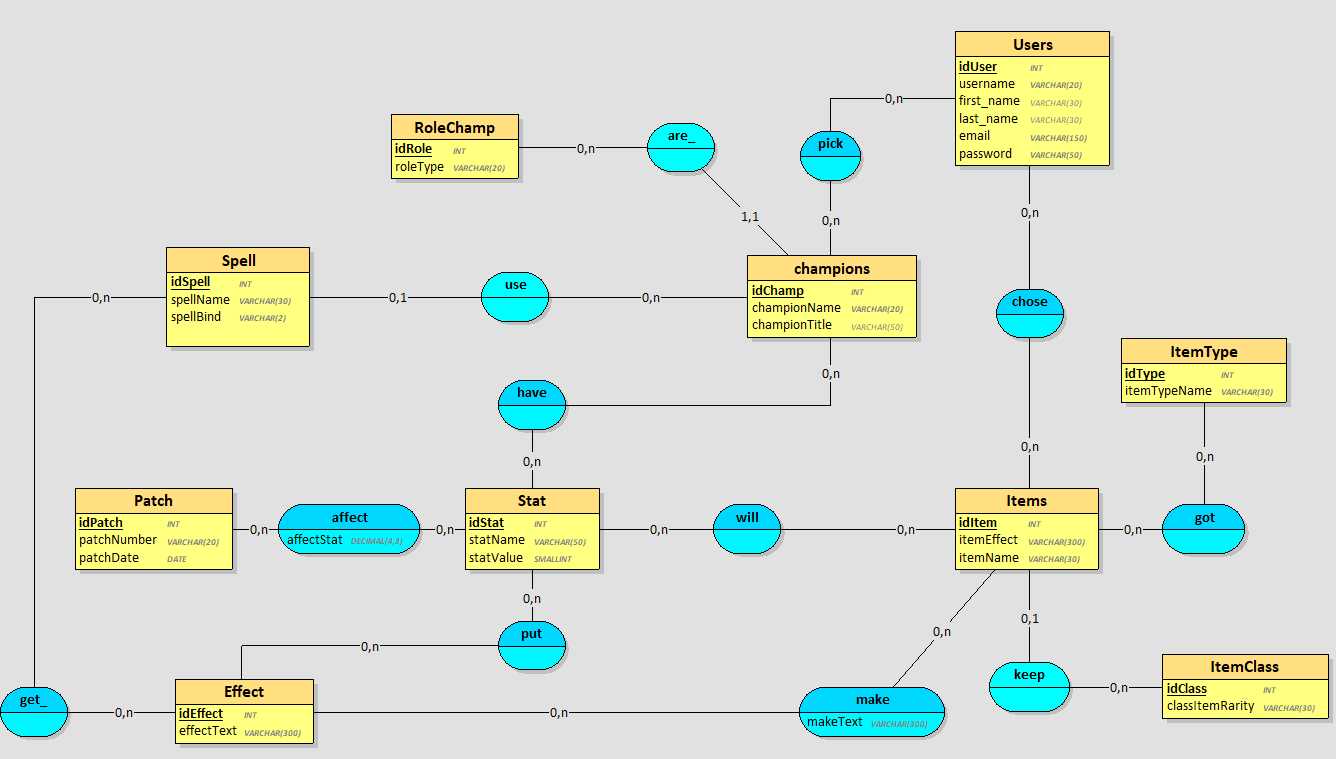 Users
idUser INT
username VARCHAR(20)
first_name VARCHAR(30)
last_name VARCHAR(30)
email VARCHAR(150)
password VARCHAR(50)
0,n
pick
0,n
0,n
RoleChamp
idRole INT
roleType VARCHAR(20)
0,n
are_
1,1
champions
idChamp INT
championName VARCHAR(20)
championTitle VARCHAR(50)
Spell
idSpell INT
spellName VARCHAR(30)
spellBind VARCHAR(2)
0,n
0,1
use
0,n
chose
0,n
ItemType
idType INT
itemTypeName VARCHAR(30)
0,n
0,n
have
0,n
Patch
idPatch INT
patchNumber VARCHAR(20)
patchDate DATE
0,n
affect
affectStat DECIMAL(4,3)
0,n
Stat
idStat INT
statName VARCHAR(50)
statValue SMALLINT
0,n
will
0,n
Items
idItem INT
itemEffect VARCHAR(300)
itemName VARCHAR(30)
0,n
got
0,n
put
0,n
0,n
0,1
keep
0,n
ItemClass
idClass INT
classItemRarity VARCHAR(30)
get_
0,n
Effect
idEffect INT
effectText VARCHAR(300)
0,n
make
makeText VARCHAR(300)